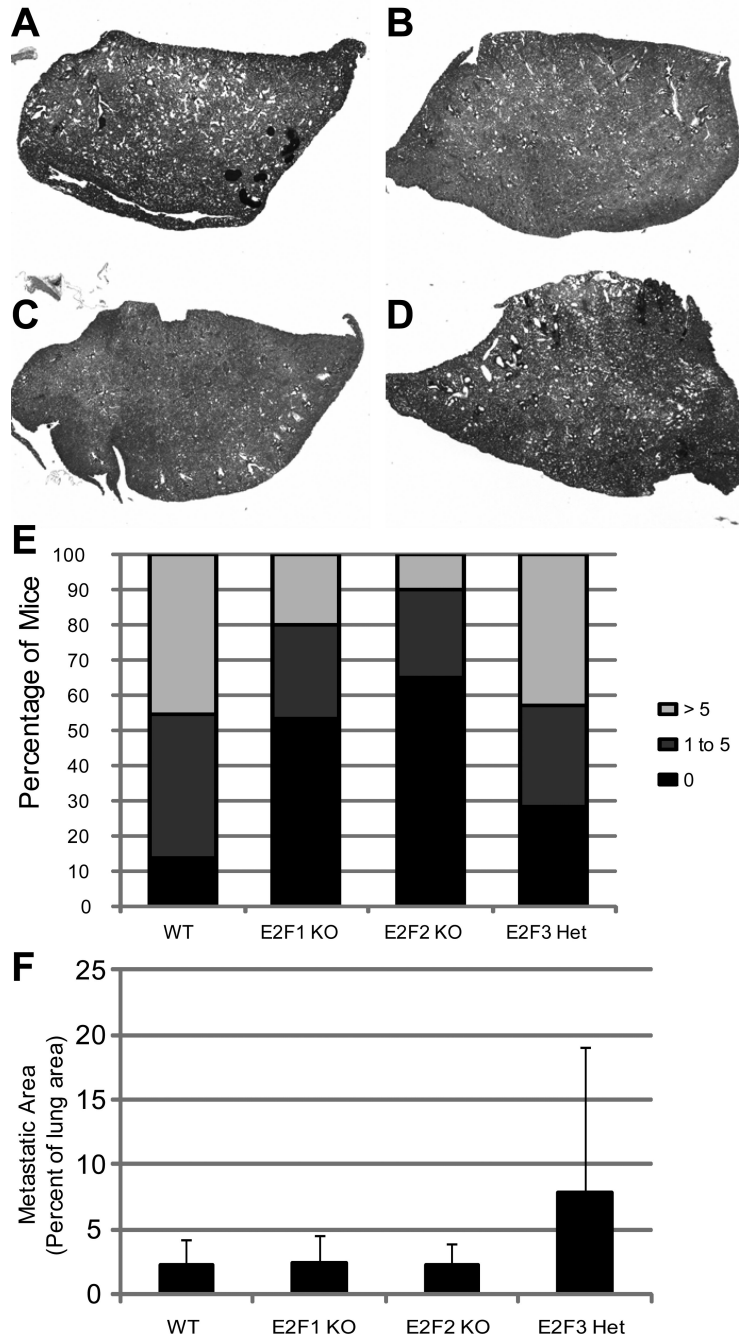 A
B
C
D
E
100
90
80
70
60
50
40
30
20
10
0
Percentage of Mice
WT
E2F1 KO
E2F2 KO
E2F3 Het
> 5
1 to 5
0
F
25
20
15
10
5
0
Metastatic Area
(Percent of lung area)
WT
E2F1 KO
E2F2 KO
E2F3 Het